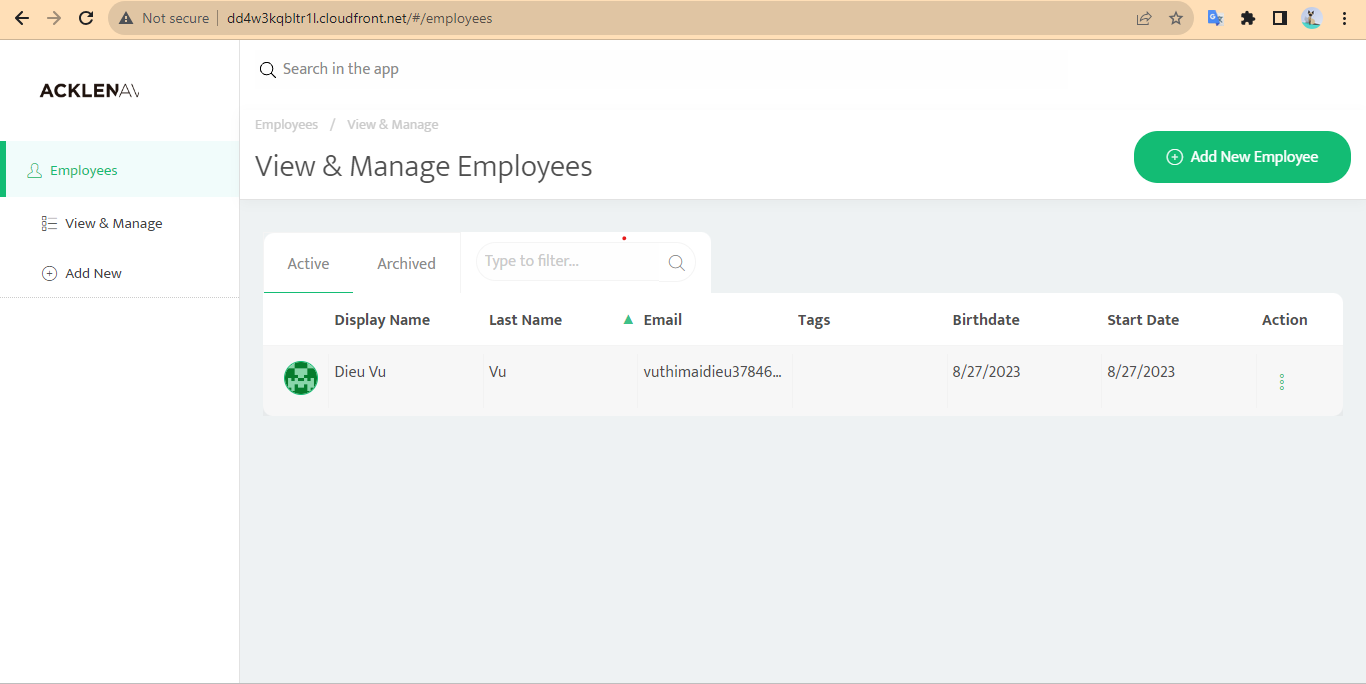 Not secure dd4w3kqbltr1l.cloudfront.net/#/employees
ACKLENAV
Search in the app
Employees / View & Manage
View & Manage Employees
Add New Employee
Employees
View & Manage
Add New
Active Archived Type to filter...
Display Name Last Name Email Tags Birthdate Start Date Action
Dieu Vu Vu vuthimaidieu37846... 8/27/2023 8/27/2023